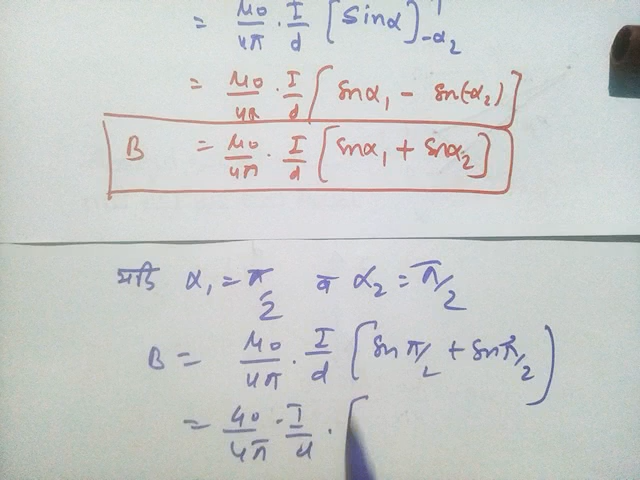 = μ0/4π · I/d [sinα]-α2
= μ0/4π · I/d [sinα1 - sin(-α2)]
B = μ0/4π · I/d [sinα1 + sinα2]
यदि α1 = π/2 व α2 = π/2
B = μ0/4π · I/d [sin π/2 + sin π/2]
= μ0/4π · I/d · [